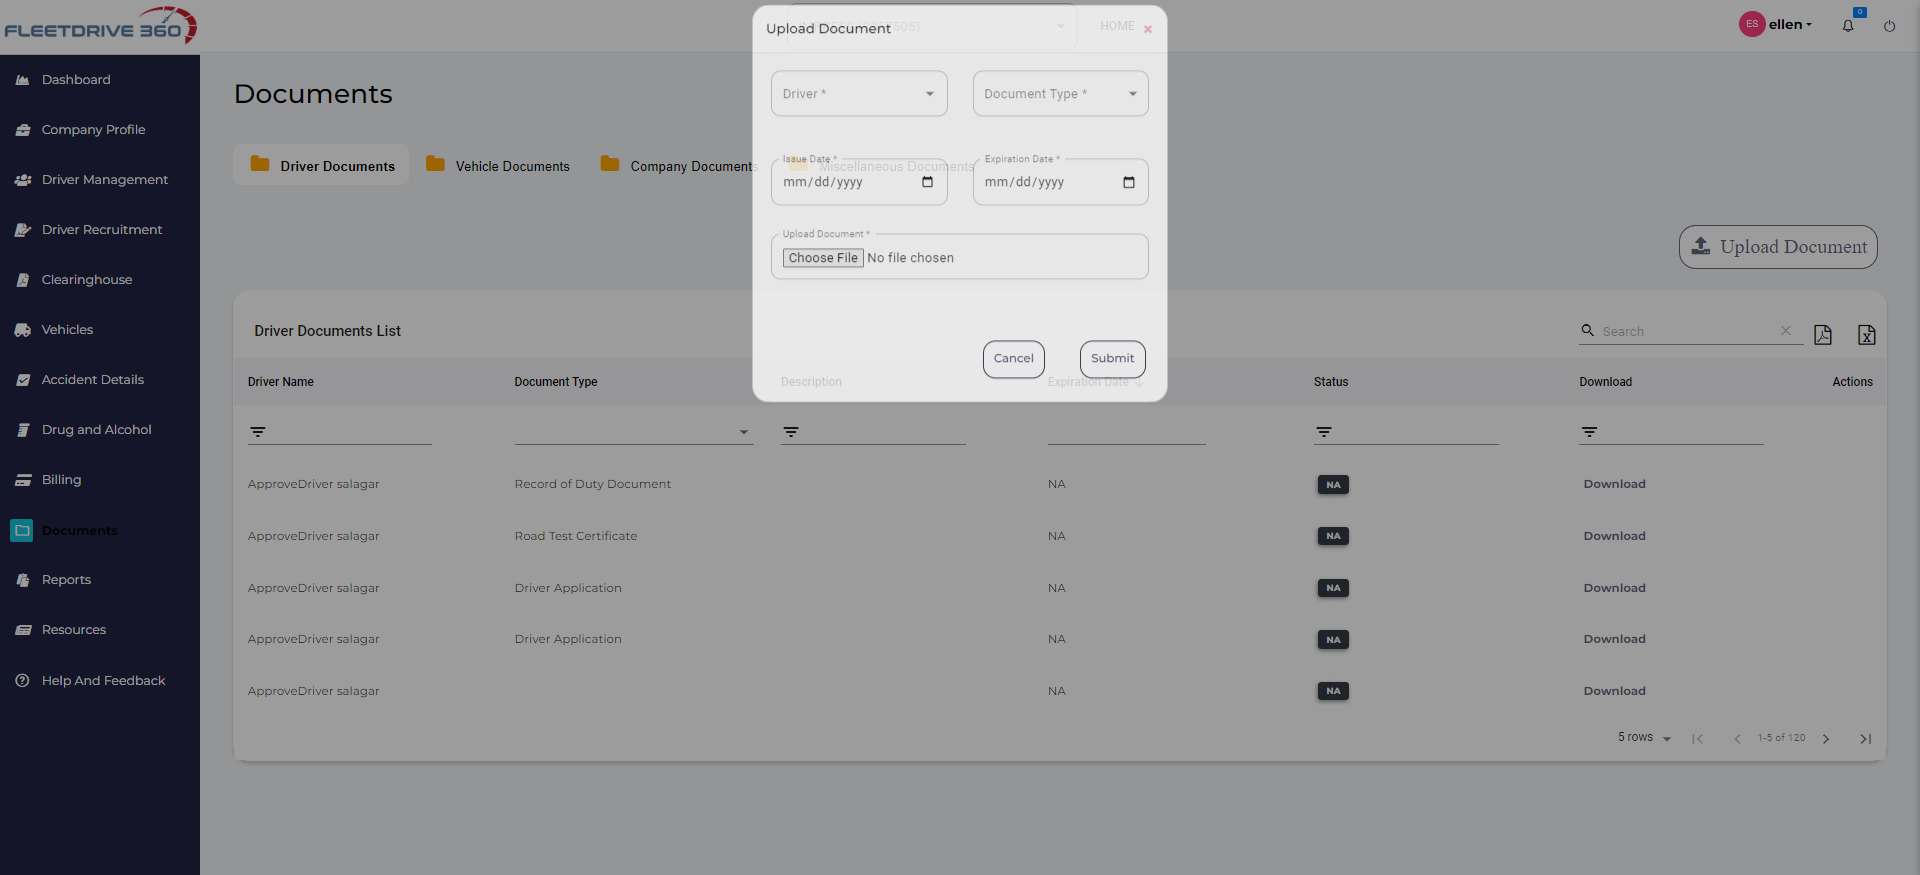 FLEETDRIVE 360
HOME
ES ellen
0
Upload Document
Dashboard
Company Profile
Driver Management
Driver Recruitment
Clearinghouse
Vehicles
Accident Details
Drug and Alcohol
Billing
Documents
Reports
Resources
Help And Feedback
Documents
Driver Documents
Vehicle Documents
Company Documents
Miscellaneous Documents
Driver *
Document Type *
Issue Date *
mm/dd/yyyy
Expiration Date *
mm/dd/yyyy
Upload Document *
Choose File No file chosen
Cancel
Submit
Upload Document
Driver Documents List
Search
Driver Name Document Type Description Expiration Date Status Download Actions
ApproveDriver salagar Record of Duty Document NA NA Download
ApproveDriver salagar Road Test Certificate NA NA Download
ApproveDriver salagar Driver Application NA NA Download
ApproveDriver salagar Driver Application NA NA Download
ApproveDriver salagar NA NA Download
5 rows 1-5 of 120